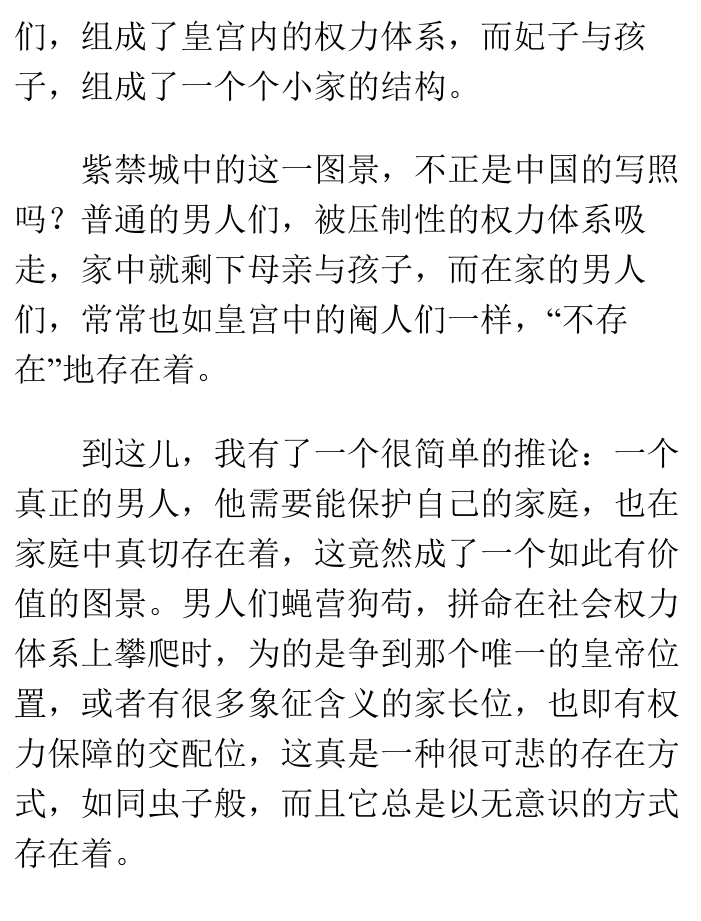 们，组成了皇宫内的权力体系，而妃子与孩
子，组成了一个个小家的结构。
紫禁城中的这一图景，不正是中国的写照
吗？普通的男人们，被压制性的权力体系吸
走，家中就剩下母亲与孩子，而在家的男人
们，常常也如皇宫中的阉人们一样，“不存
在”地存在着。
到这儿，我有了一个很简单的推论：一个
真正的男人，他需要能保护自己的家庭，也在
家庭中真切存在着，这竟然成了一个如此有价
值的图景。男人们蝇营狗苟，拼命在社会权力
体系上攀爬时，为的是争到那个唯一的皇帝位
置，或者有很多象征含义的家长位，也即有权
力保障的交配位，这真是一种很可悲的存在方
式，如同虫子般，而且它总是以无意识的方式
存在着。